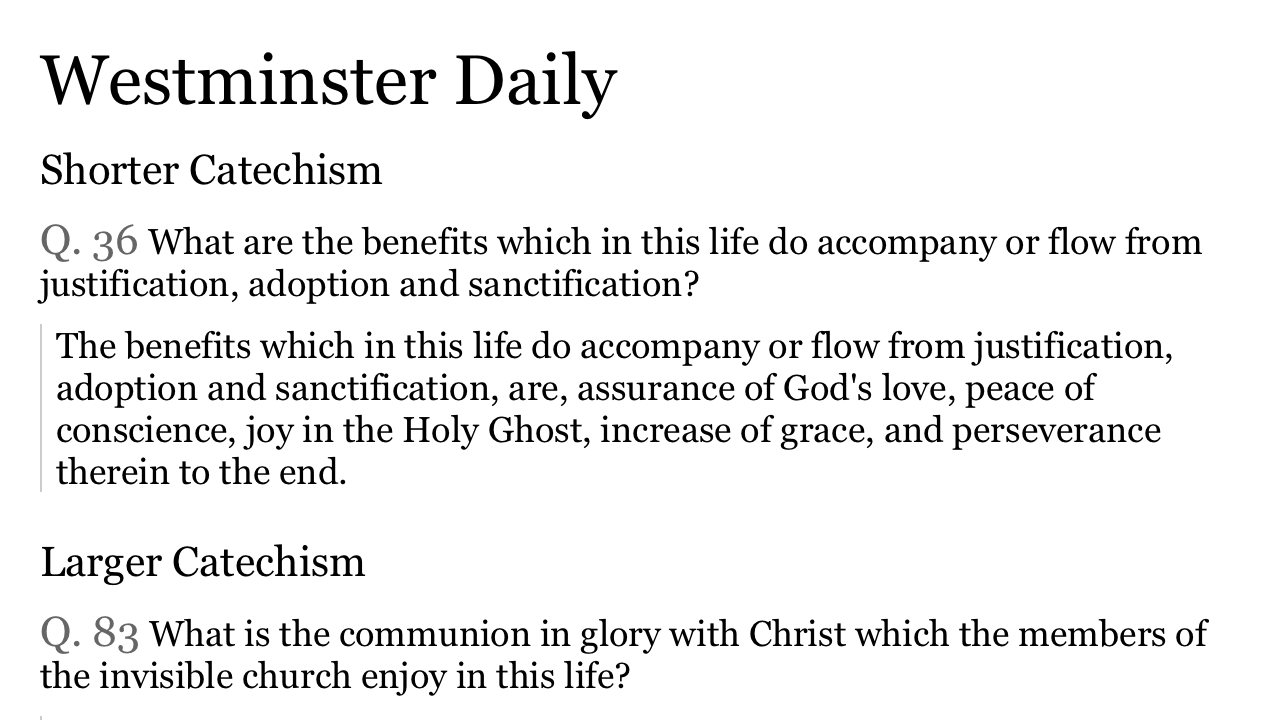 Westminster Daily
Shorter Catechism
Q. 36 What are the benefits which in this life do accompany or flow from
justification, adoption and sanctification?
The benefits which in this life do accompany or flow from justification,
adoption and sanctification, are, assurance of God's love, peace of
conscience, joy in the Holy Ghost, increase of grace, and perseverance
therein to the end.
Larger Catechism
Q. 83 What is the communion in glory with Christ which the members of
the invisible church enjoy in this life?